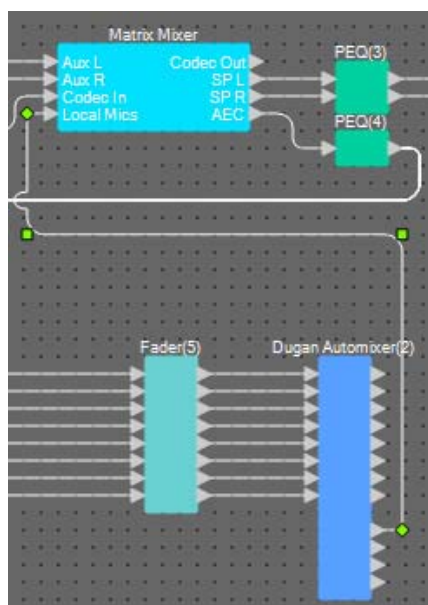 Matrix Mixer
Aux L
Aux R
Codec In
Local Mics
Codec Out
SP L
SP R
AEC
PEQ(3)
PEQ(4)
Fader(5)
Dugan Automixer(2)